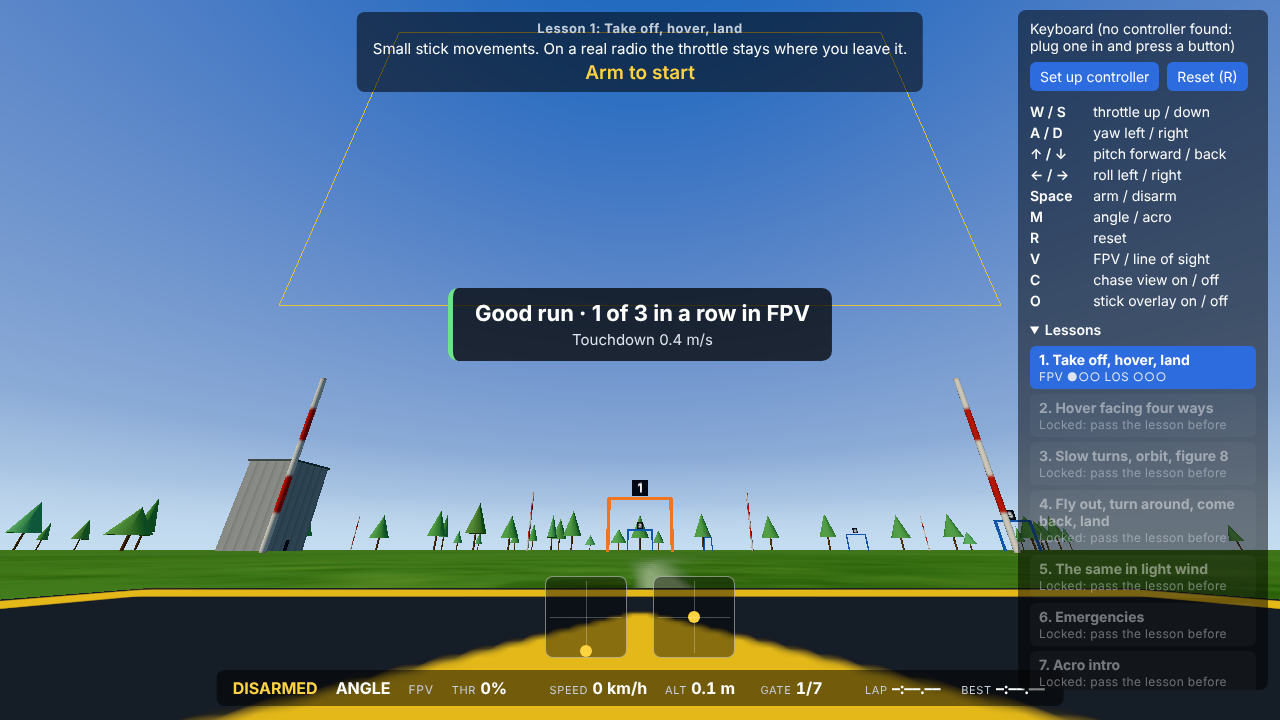 Lesson 1: Take off, hover, land
Small stick movements. On a real radio the throttle stays where you leave it.
Arm to start
Good run · 1 of 3 in a row in FPV
Touchdown 0.4 m/s
1
Keyboard (no controller found:
plug one in and press a button)
Set up controller
Reset (R)
W / S throttle up / down
A / D yaw left / right
↑ / ↓ pitch forward / back
← / → roll left / right
Space arm / disarm
M angle / acro
R reset
V FPV / line of sight
C chase view on / off
O stick overlay on / off
▼ Lessons
1. Take off, hover, land
FPV ●○○ LOS ○○○
2. Hover facing four ways
Locked: pass the lesson before
3. Slow turns, orbit, figure 8
Locked: pass the lesson before
4. Fly out, turn around, come
back, land
Locked: pass the lesson before
5. The same in light wind
Locked: pass the lesson before
6. Emergencies
Locked: pass the lesson before
7. Acro intro
Locked: pass the lesson before
DISARMED ANGLE FPV THR 0% SPEED 0 km/h ALT 0.1 m GATE 1/7 LAP –:––.–– BEST –:––.––